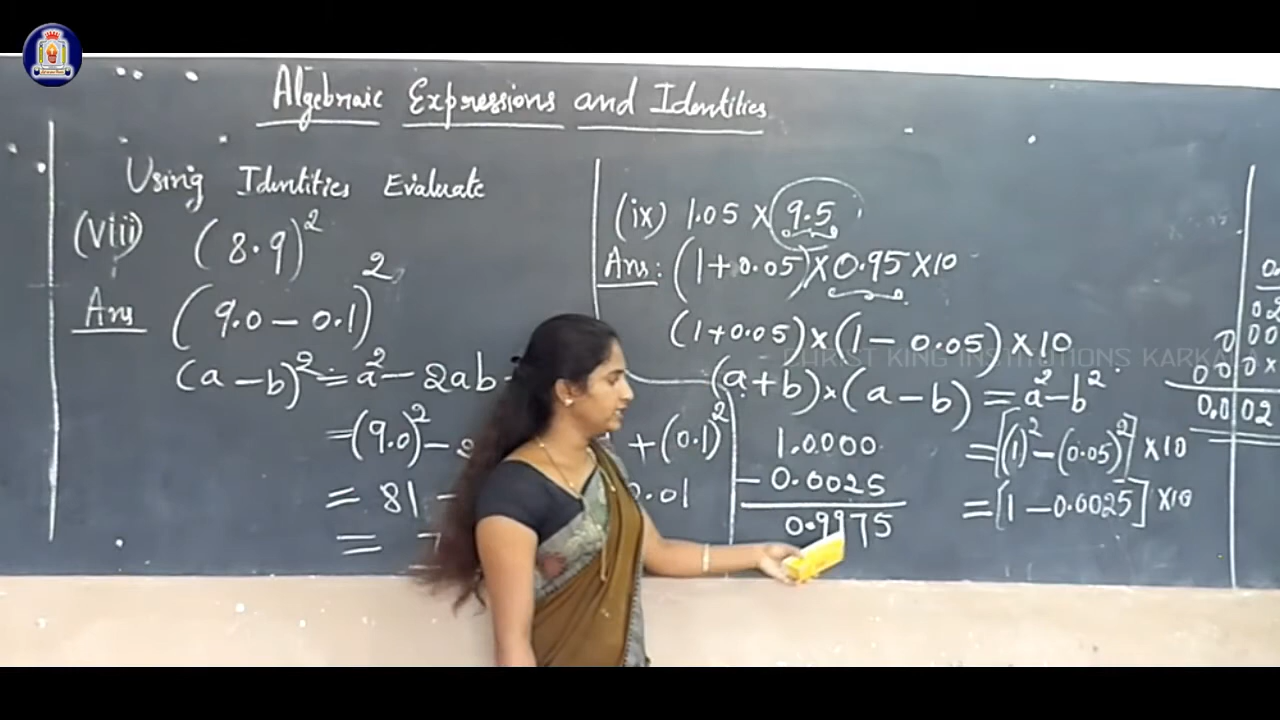 Algebraic Expressions and Identities
Using Identities Evaluate
(viii) (8.9)²
Ans (9.0 - 0.1)²
(a - b)² = a² - 2ab
= (9.0)² - 2 + (0.1)²
= 81 - 0.01
=
(ix) 1.05 × 9.5
Ans: (1+0.05) × 0.95 × 10
(1+0.05) × (1 - 0.05) × 10
(a + b) × (a - b) = a² - b²
= [(1)² - (0.05)²] × 10
= [1 - 0.0025] × 10
1.0000
- 0.0025
0.9975
0.002
CHRIST KING INSTITUTIONS KARKA